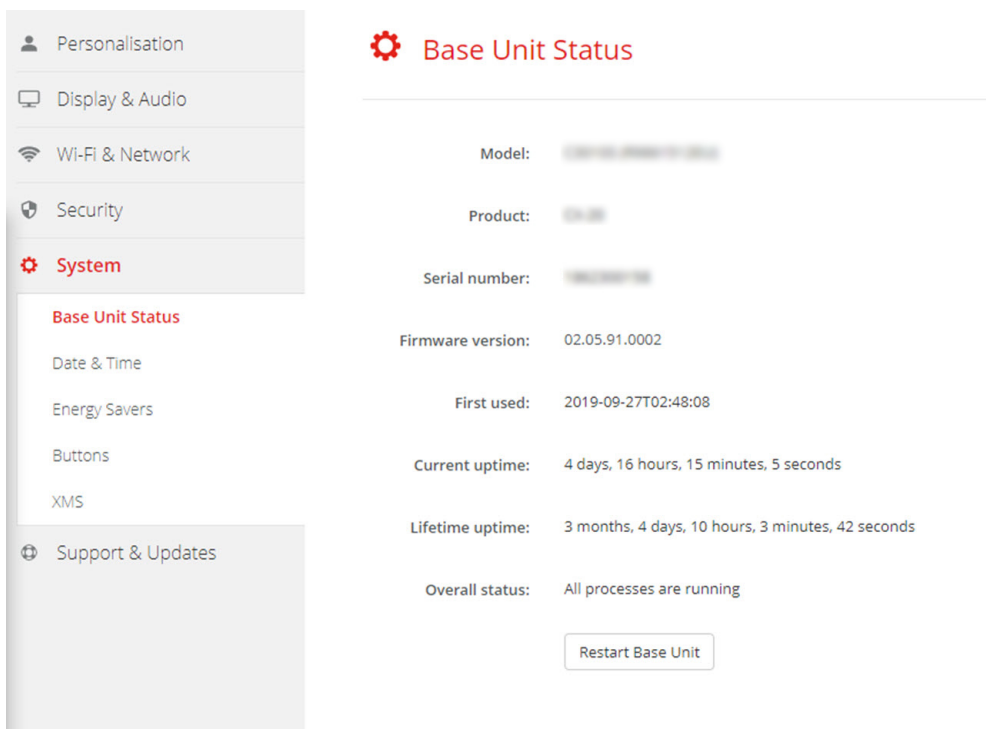 Personalisation
Display & Audio
Wi-Fi & Network
Security
System
Base Unit Status
Date & Time
Energy Savers
Buttons
XMS
Support & Updates
Base Unit Status
Model:
Product:
Serial number:
Firmware version: 02.05.91.0002
First used: 2019-09-27T02:48:08
Current uptime: 4 days, 16 hours, 15 minutes, 5 seconds
Lifetime uptime: 3 months, 4 days, 10 hours, 3 minutes, 42 seconds
Overall status: All processes are running
Restart Base Unit